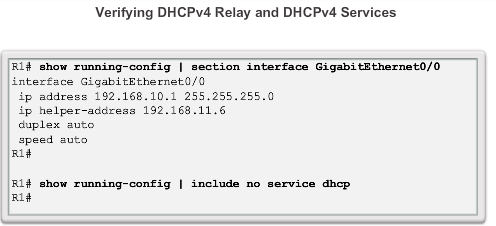 Verifying DHCPv4 Relay and DHCPv4 Services
R1# show running-config | section interface GigabitEthernet0/0
interface GigabitEthernet0/0
ip address 192.168.10.1 255.255.255.0
ip helper-address 192.168.11.6
duplex auto
speed auto
R1#
R1# show running-config | include no service dhcp
R1#